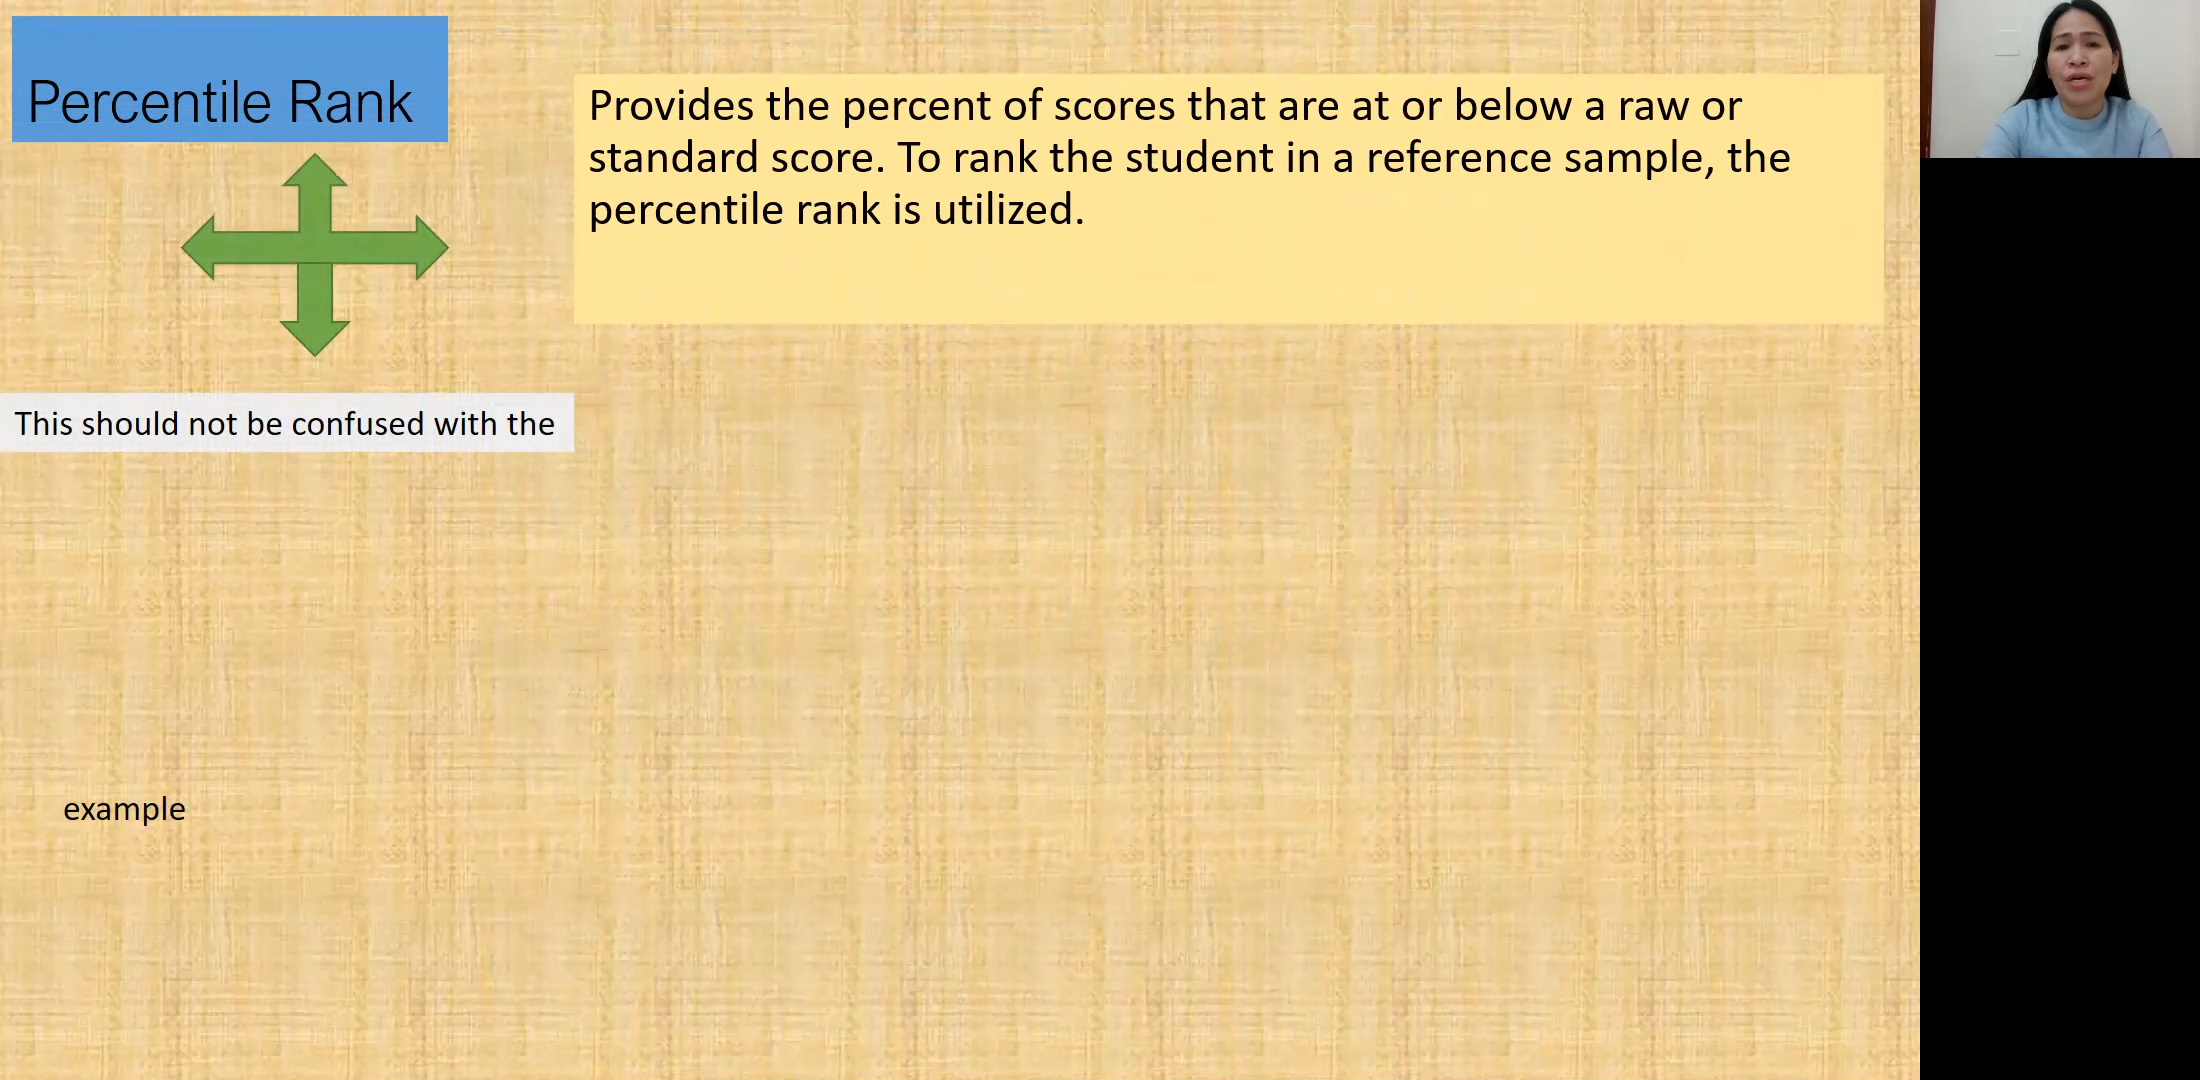 Percentile Rank
Provides the percent of scores that are at or below a raw or
standard score. To rank the student in a reference sample, the
percentile rank is utilized.
This should not be confused with the
example